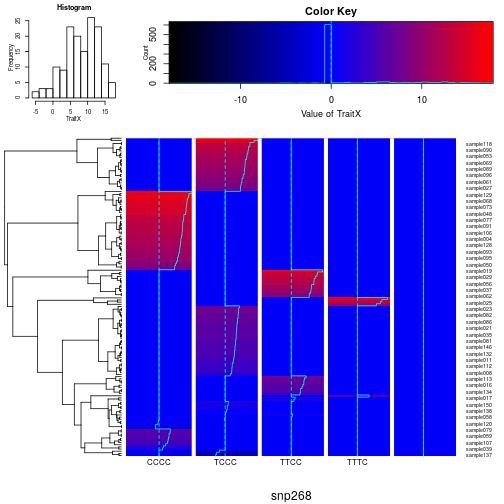 Histogram
Frequency
0 5 10 15 20 25
-5 0 5 10 15
TraitX
Color Key
Count
0 200 500
-10 0 10
Value of TraitX
sample118
sample090
sample053
sample069
sample089
sample096
sample061
sample027
sample129
sample068
sample073
sample048
sample077
sample091
sample106
sample004
sample128
sample093
sample095
sample050
sample019
sample029
sample056
sample037
sample062
sample025
sample023
sample082
sample086
sample021
sample035
sample081
sample146
sample132
sample011
sample112
sample008
sample113
sample016
sample134
sample017
sample150
sample138
sample058
sample120
sample079
sample059
sample107
sample039
sample137
CCCC TCCC TTCC TTTC
snp268